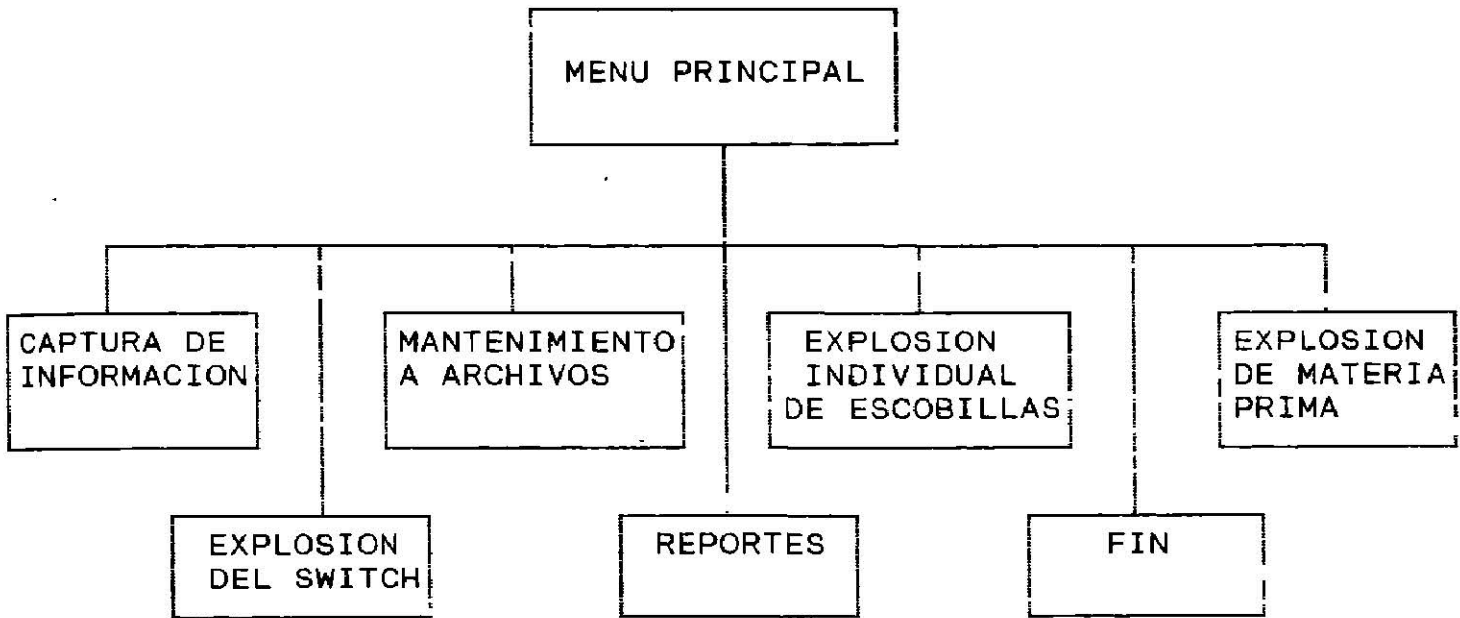 MENU PRINCIPAL
CAPTURA DE
INFORMACION
MANTENIMIENTO
A ARCHIVOS
EXPLOSION
INDIVIDUAL
DE ESCOBILLAS
EXPLOSION
DE MATERIA
PRIMA
EXPLOSION
DEL SWITCH
REPORTES
FIN